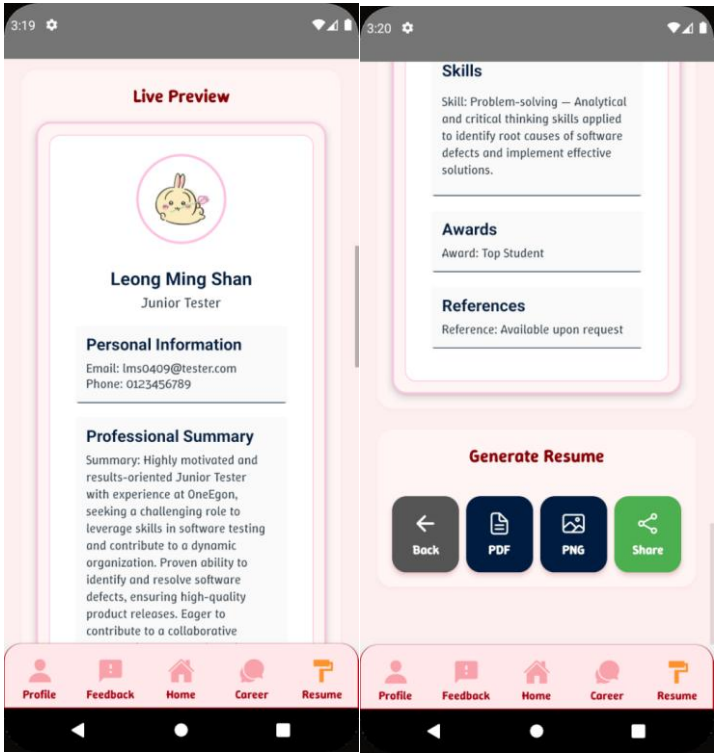 3:19
Live Preview
Leong Ming Shan
Junior Tester
Personal Information
Email: lms0409@tester.com
Phone: 0123456789
Professional Summary
Summary: Highly motivated and
results-oriented Junior Tester
with experience at OneEgon,
seeking a challenging role to
leverage skills in software testing
and contribute to a dynamic
organization. Proven ability to
identify and resolve software
defects, ensuring high-quality
product releases. Eager to
contribute to a collaborative
Profile Feedback Home Career Resume
3:20
Skills
Skill: Problem-solving — Analytical
and critical thinking skills applied
to identify root causes of software
defects and implement effective
solutions.
Awards
Award: Top Student
References
Reference: Available upon request
Generate Resume
Back PDF PNG Share
Profile Feedback Home Career Resume